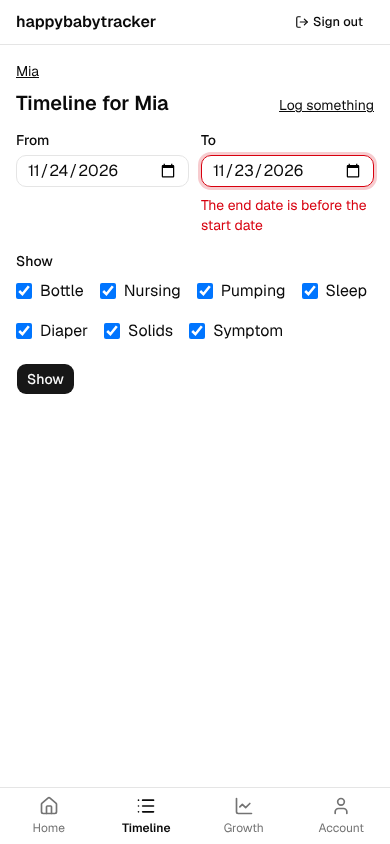 happybabytracker
Sign out
Mia
Timeline for Mia
Log something
From
To
11/24/2026
11/23/2026
The end date is before the
start date
Show
Bottle
Nursing
Pumping
Sleep
Diaper
Solids
Symptom
Show
Home
Timeline
Growth
Account